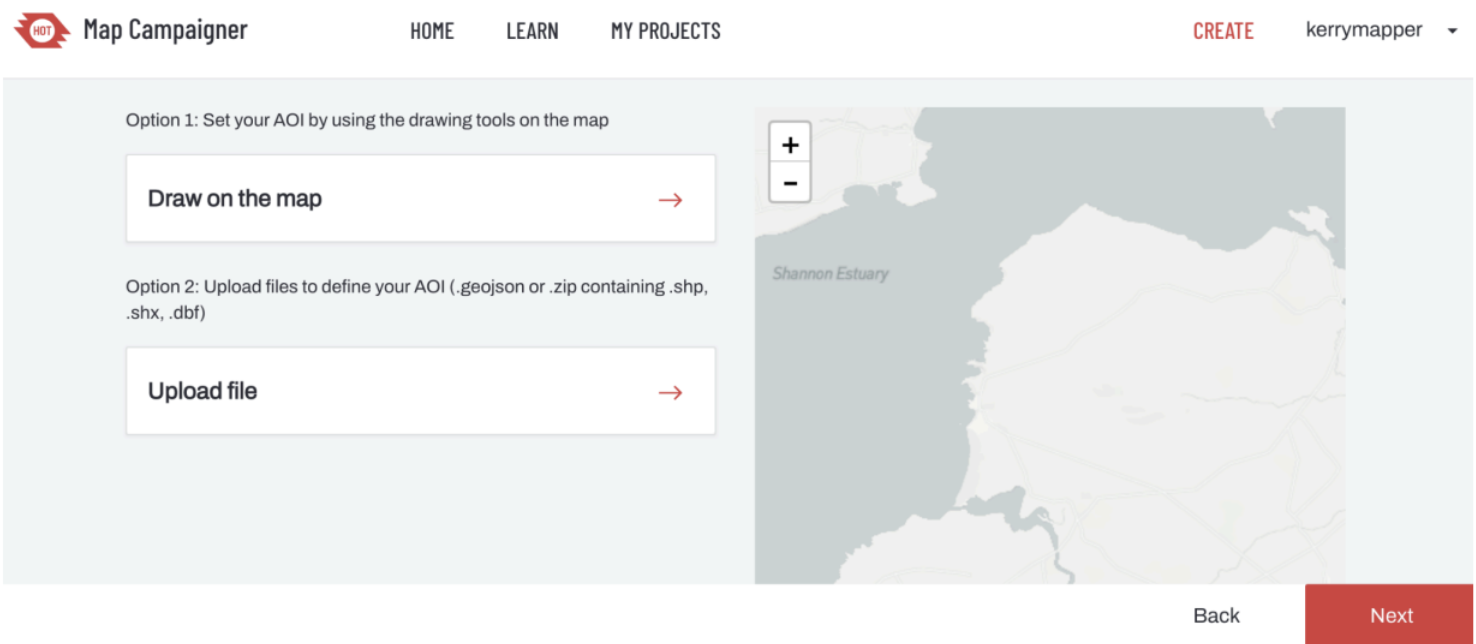 HOT Map Campaigner HOME LEARN MY PROJECTS CREATE kerrymapper
Option 1: Set your AOI by using the drawing tools on the map
Draw on the map →
Option 2: Upload files to define your AOI (.geojson or .zip containing .shp,
.shx, .dbf)
Upload file →
+
-
Shannon Estuary
Back Next